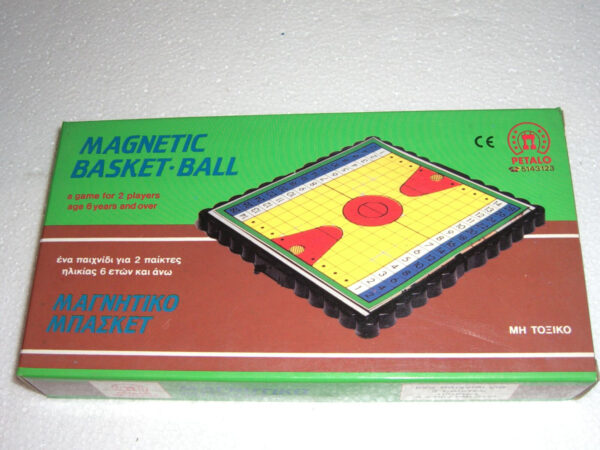 MAGNETIC
BASKET·BALL
a game for 2 players
age 6 years and over
CE
PETALO
☎ 5143123
ένα παιχνίδι για 2 παίκτες
ηλικίας 6 ετών και άνω
ΜΑΓΝΗΤΙΚΟ
ΜΠΑΣΚΕΤ
ΜΗ ΤΟΞΙΚΟ